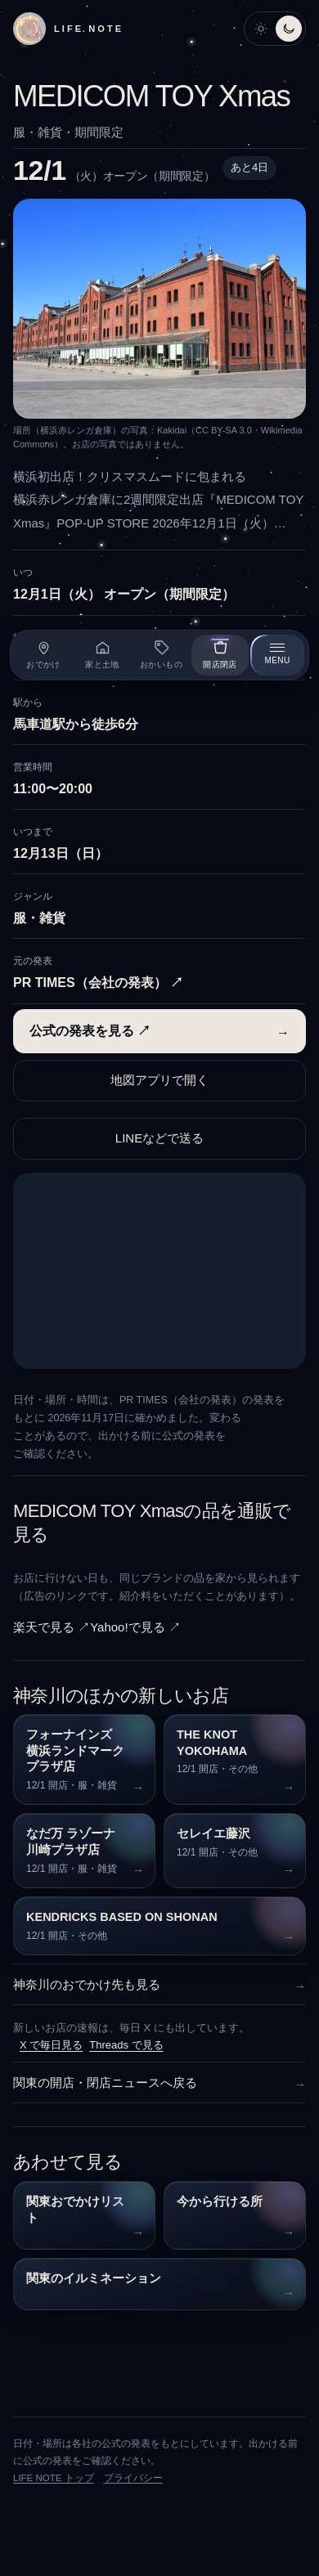 LIFE.NOTE
MEDICOM TOY Xmas
服・雑貨・期間限定
12/1 （火）オープン（期間限定） あと4日
場所（横浜赤レンガ倉庫）の写真：Kakidai（CC BY-SA 3.0・Wikimedia
Commons）。お店の写真ではありません。
横浜初出店！クリスマスムードに包まれる
横浜赤レンガ倉庫に2週間限定出店『MEDICOM TOY
Xmas』POP-UP STORE 2026年12月1日（火）…
いつ
12月1日（火） オープン（期間限定）
おでかけ 家と土地 おかいもの 開店閉店 MENU
駅から
馬車道駅から徒歩6分
営業時間
11:00〜20:00
いつまで
12月13日（日）
ジャンル
服・雑貨
元の発表
PR TIMES（会社の発表） ↗
公式の発表を見る ↗ →
地図アプリで開く
LINEなどで送る
日付・場所・時間は、PR TIMES（会社の発表）の発表を
もとに 2026年11月17日に確かめました。変わる
ことがあるので、出かける前に公式の発表を
ご確認ください。
MEDICOM TOY Xmasの品を通販で
見る
お店に行けない日も、同じブランドの品を家から見られます
（広告のリンクです。紹介料をいただくことがあります）。
楽天で見る ↗Yahoo!で見る ↗
神奈川のほかの新しいお店
フォーナインズ
横浜ランドマーク
プラザ店
12/1 開店・服・雑貨 →
THE KNOT
YOKOHAMA
12/1 開店・その他 →
なだ万 ラゾーナ
川崎プラザ店
12/1 開店・服・雑貨 →
セレイエ藤沢
12/1 開店・その他 →
KENDRICKS BASED ON SHONAN
12/1 開店・その他 →
神奈川のおでかけ先も見る →
新しいお店の速報は、毎日 X にも出しています。
X で毎日見る Threads で見る
関東の開店・閉店ニュースへ戻る →
あわせて見る
関東おでかけリス
ト →
今から行ける所 →
関東のイルミネーション →
日付・場所は各社の公式の発表をもとにしています。出かける前
に公式の発表をご確認ください。
LIFE NOTE トップ プライバシー